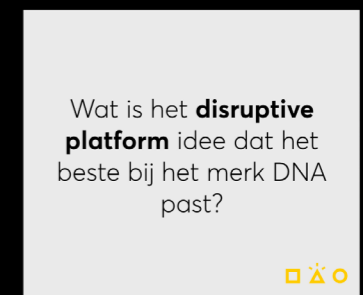 Wat is het disruptive
platform idee dat het
beste bij het merk DNA
past?